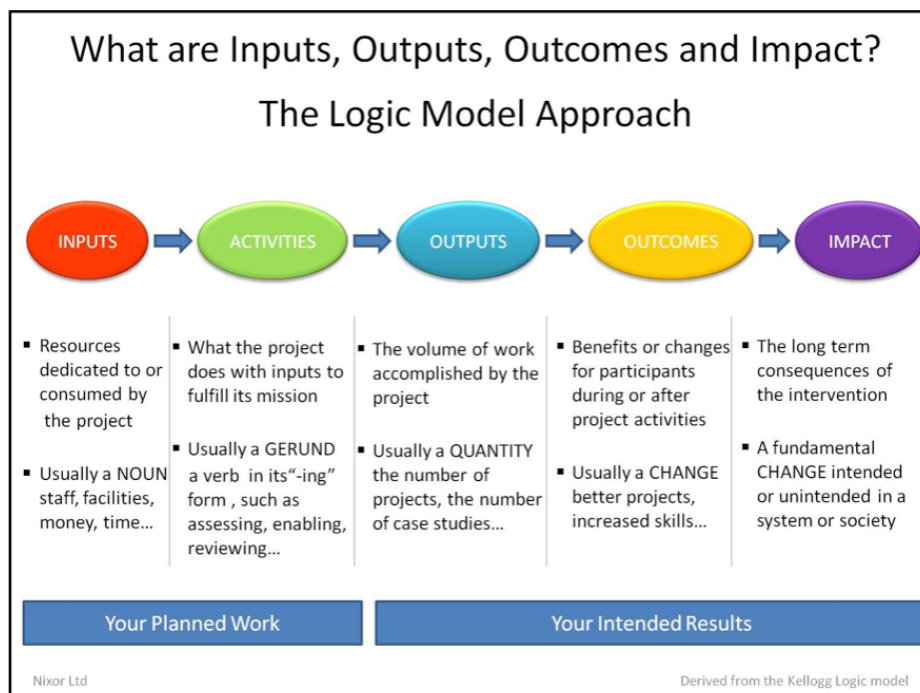 What are Inputs, Outputs, Outcomes and Impact?
The Logic Model Approach
INPUTS
ACTIVITIES
OUTPUTS
OUTCOMES
IMPACT
▪ Resources
dedicated to or
consumed by
the project
▪ Usually a NOUN
staff, facilities,
money, time…
▪ What the project
does with inputs to
fulfill its mission
▪ Usually a GERUND
a verb in its“-ing”
form , such as
assessing, enabling,
reviewing…
▪ The volume of work
accomplished by the
project
▪ Usually a QUANTITY
the number of
projects, the number
of case studies…
▪ Benefits or changes
for participants
during or after
project activities
▪ Usually a CHANGE
better projects,
increased skills…
▪ The long term
consequences of
the intervention
▪ A fundamental
CHANGE intended
or unintended in a
system or society
Your Planned Work
Your Intended Results
Nixor Ltd
Derived from the Kellogg Logic model